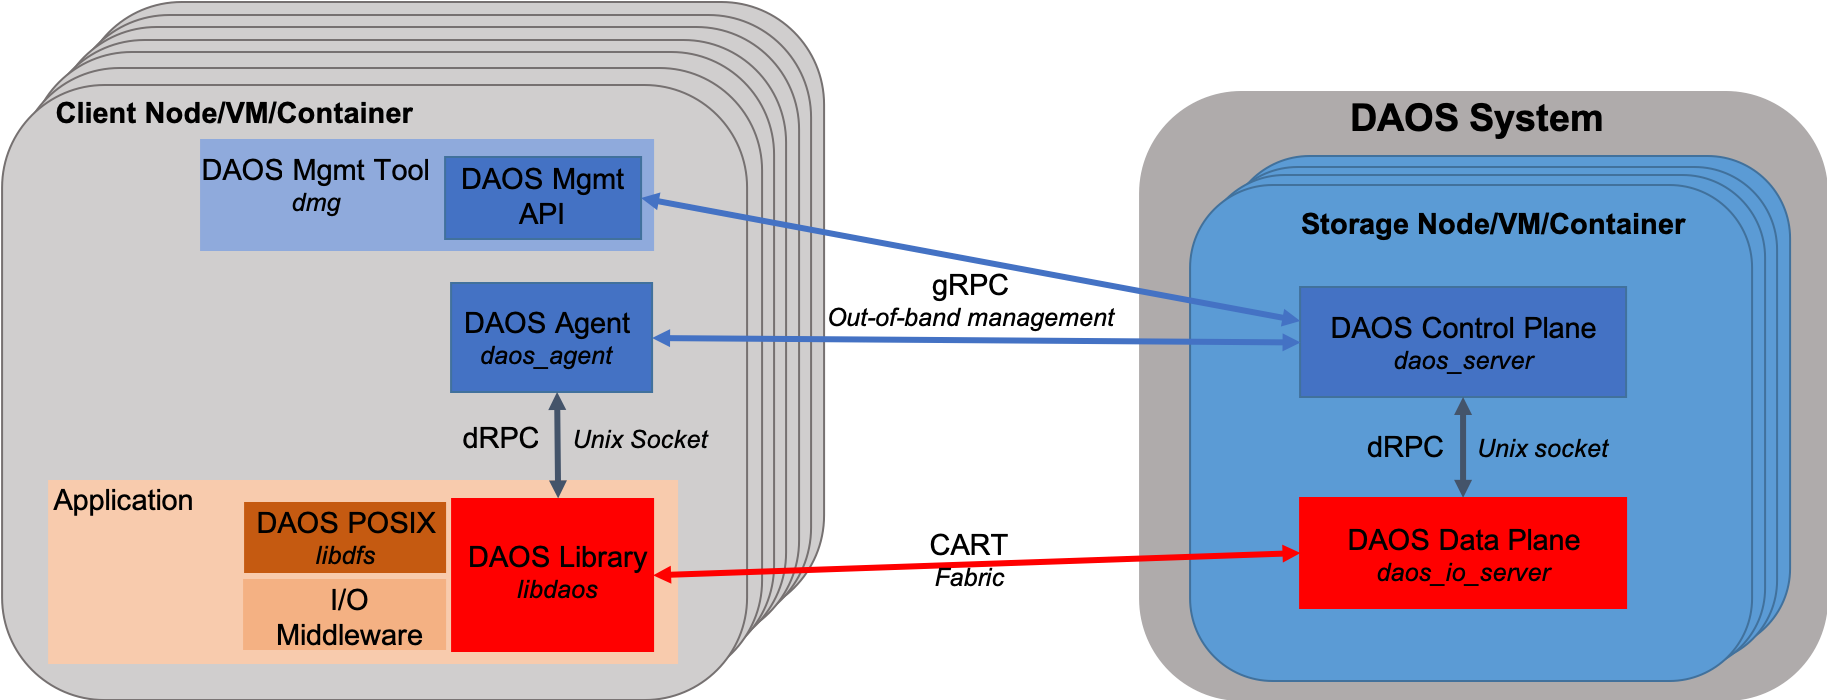 Client Node/VM/Container
DAOS Mgmt Tool
dmg
DAOS Mgmt
API
DAOS Agent
daos_agent
dRPC
Unix Socket
Application
DAOS POSIX
libdfs
I/O
Middleware
DAOS Library
libdaos
gRPC
Out-of-band management
CART
Fabric
DAOS System
Storage Node/VM/Container
DAOS Control Plane
daos_server
dRPC
Unix socket
DAOS Data Plane
daos_io_server